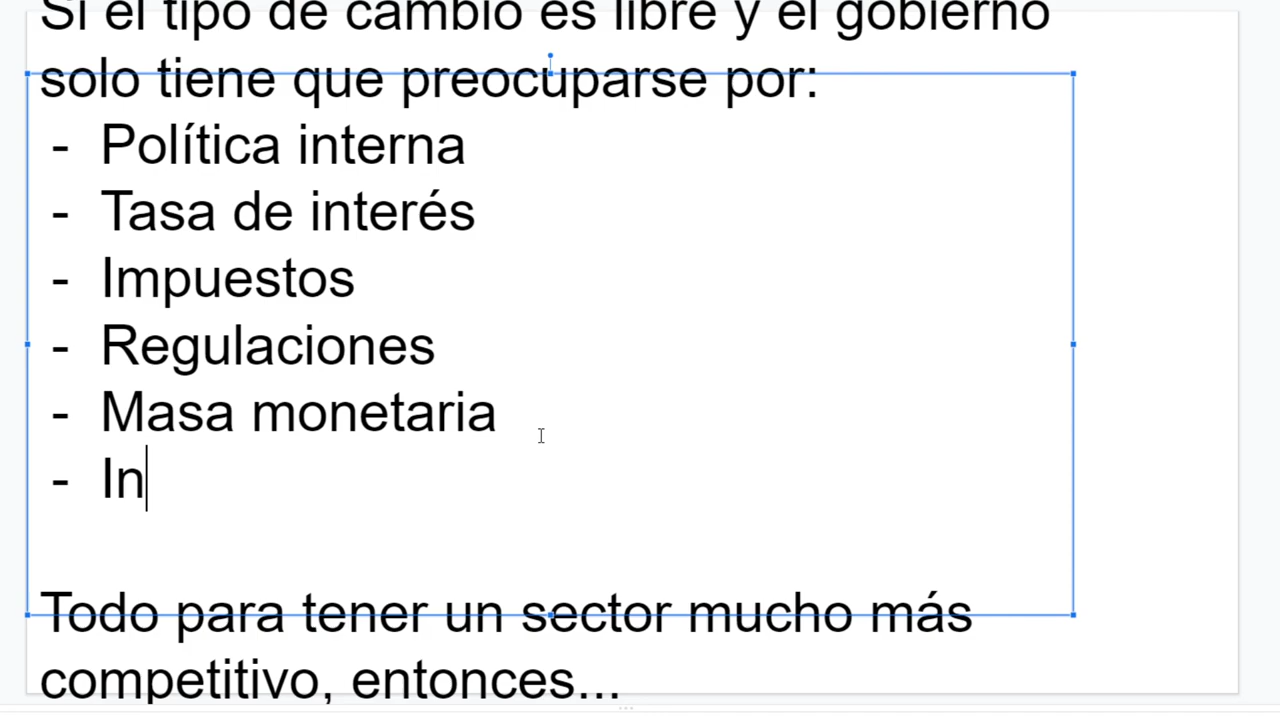 Si el tipo de cambio es libre y el gobierno
solo tiene que preocuparse por:
- Política interna
- Tasa de interés
- Impuestos
- Regulaciones
- Masa monetaria
- In
Todo para tener un sector mucho más
competitivo, entonces...